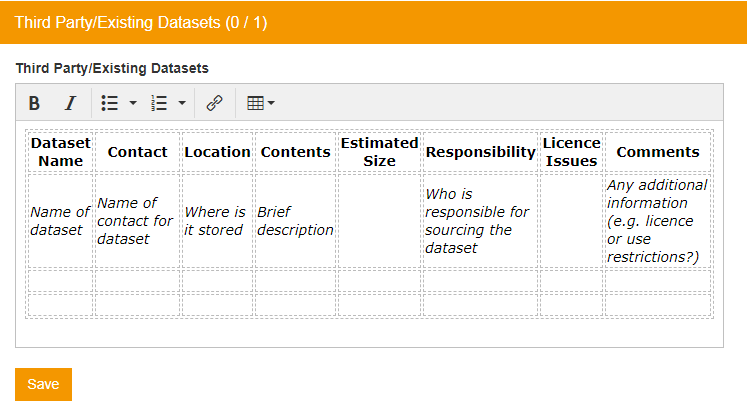 Third Party/Existing Datasets (0 / 1)
Third Party/Existing Datasets
B I
Dataset Name Contact Location Contents Estimated Size Responsibility Licence Issues Comments
Name of dataset Name of contact for dataset Where is it stored Brief description Who is responsible for sourcing the dataset Any additional information (e.g. licence or use restrictions?)
Save